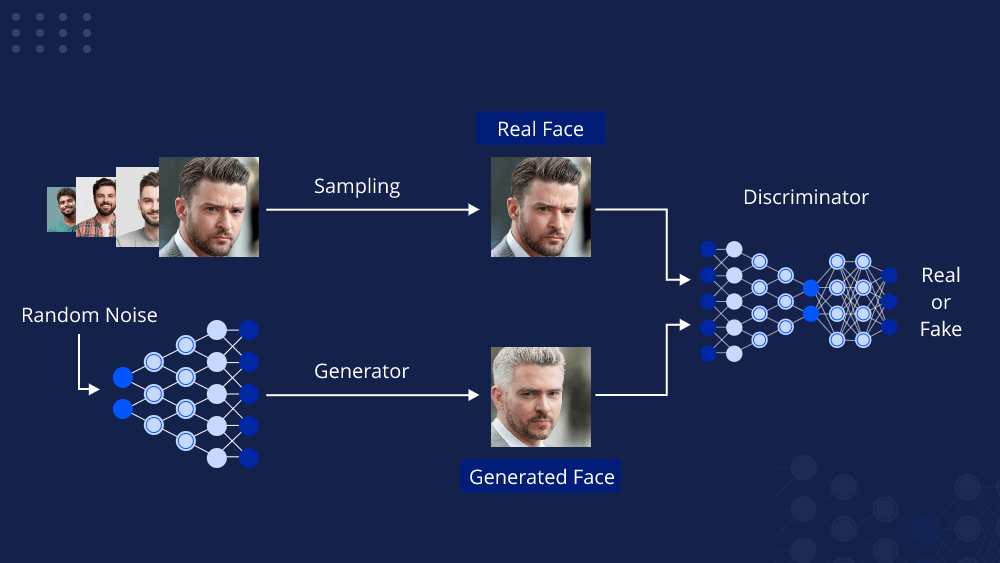 Real Face
Sampling
Discriminator
Real
or
Fake
Random Noise
Generator
Generated Face